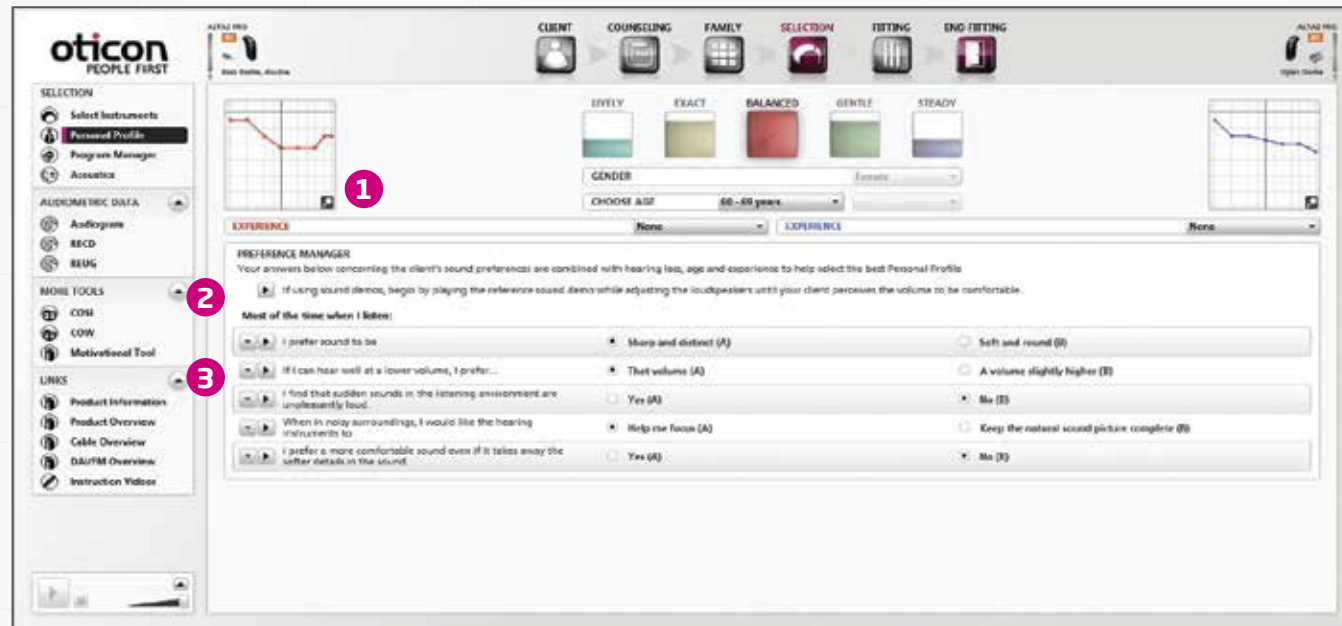 oticon
PEOPLE FIRST
ALTA2 PRO
CLIENT
COUNSELING
FAMILY
SELECTION
FITTING
END FITTING
ALTA2 PRO
Open Dome
SELECTION
Select Instruments
Personal Profile
Program Manager
Acoustics
AUDIOMETRIC DATA
Audiogram
RECD
REUG
MORE TOOLS
COSI
COW
Motivational Tool
LINKS
Product Information
Product Overview
Cable Overview
DAI/FM Overview
Instruction Videos
LIVELY
EXACT
BALANCED
GENTLE
STEADY
1
GENDER
Female
CHOOSE AGE
60 - 69 years
EXPERIENCE
None
EXPERIENCE
None
PREFERENCE MANAGER
Your answers below concerning the client's sound preferences are combined with hearing loss, age and experience to help select the best Personal Profile
2
If using sound demos, begin by playing the reference sound demo while adjusting the loudspeakers until your client perceives the volume to be comfortable.
Most of the time when I listen:
I prefer sound to be
Sharp and distinct (A)
Soft and round (B)
3
If I can hear well at a lower volume, I prefer...
That volume (A)
A volume slightly higher (B)
I find that sudden sounds in the listening environment are
unpleasantly loud.
Yes (A)
No (B)
When in noisy surroundings, I would like the hearing
instruments to
Help me focus (A)
Keep the natural sound picture complete (B)
I prefer a more comfortable sound even if it takes away the
softer details in the sound
Yes (A)
No (B)